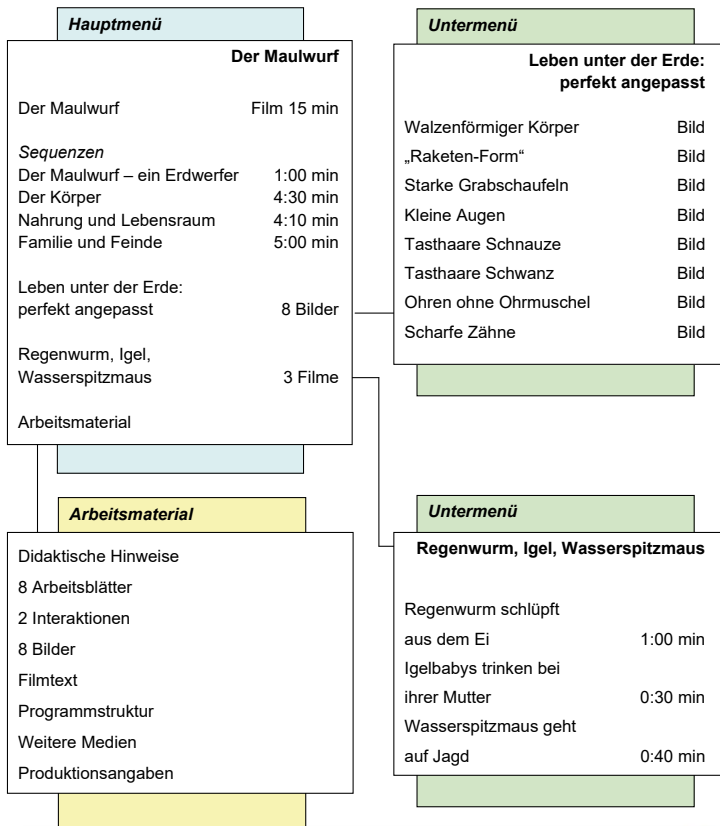 Hauptmenü
Der Maulwurf
Der Maulwurf Film 15 min
Sequenzen
Der Maulwurf – ein Erdwerfer 1:00 min
Der Körper 4:30 min
Nahrung und Lebensraum 4:10 min
Familie und Feinde 5:00 min
Leben unter der Erde:
perfekt angepasst 8 Bilder
Regenwurm, Igel,
Wasserspitzmaus 3 Filme
Arbeitsmaterial
Untermenü
Leben unter der Erde:
perfekt angepasst
Walzenförmiger Körper Bild
„Raketen-Form“ Bild
Starke Grabschaufeln Bild
Kleine Augen Bild
Tasthaare Schnauze Bild
Tasthaare Schwanz Bild
Ohren ohne Ohrmuschel Bild
Scharfe Zähne Bild
Arbeitsmaterial
Didaktische Hinweise
8 Arbeitsblätter
2 Interaktionen
8 Bilder
Filmtext
Programmstruktur
Weitere Medien
Produktionsangaben
Untermenü
Regenwurm, Igel, Wasserspitzmaus
Regenwurm schlüpft
aus dem Ei 1:00 min
Igelbabys trinken bei
ihrer Mutter 0:30 min
Wasserspitzmaus geht
auf Jagd 0:40 min